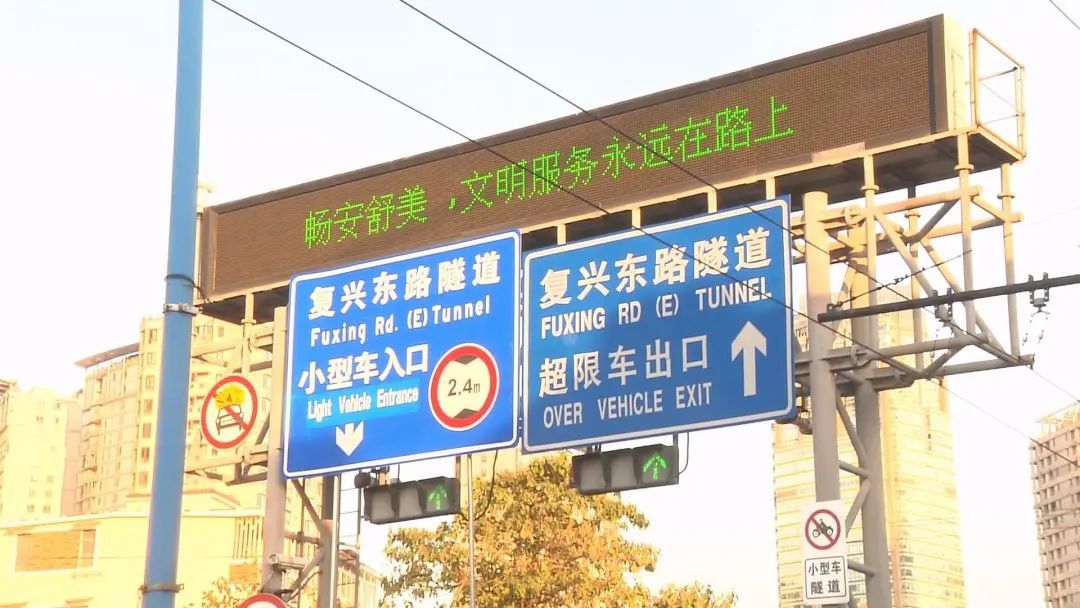 畅安舒美，文明服务永远在路上
复兴东路隧道
Fuxing Rd. (E) Tunnel
小型车入口
Light Vehicle Entrance
2.4m
复兴东路隧道
FUXING RD (E) TUNNEL
超限车出口
OVER VEHICLE EXIT
小型车
隧道